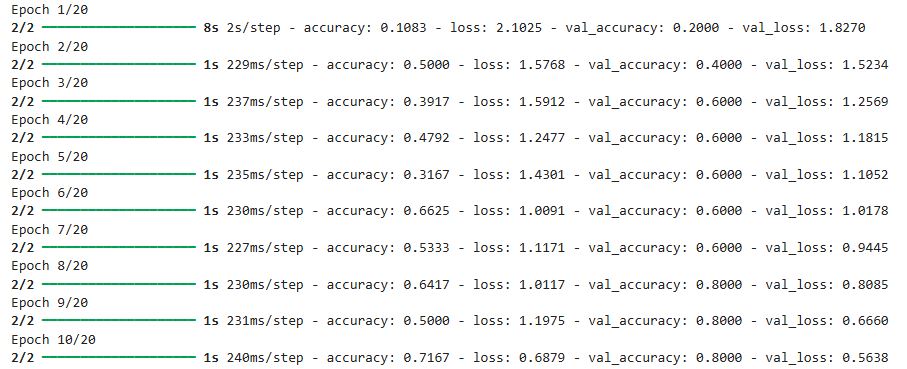 Epoch 1/20
2/2 ━━━━━━━━━━━━━━━━━━━━ 8s 2s/step - accuracy: 0.1083 - loss: 2.1025 - val_accuracy: 0.2000 - val_loss: 1.8270
Epoch 2/20
2/2 ━━━━━━━━━━━━━━━━━━━━ 1s 229ms/step - accuracy: 0.5000 - loss: 1.5768 - val_accuracy: 0.4000 - val_loss: 1.5234
Epoch 3/20
2/2 ━━━━━━━━━━━━━━━━━━━━ 1s 237ms/step - accuracy: 0.3917 - loss: 1.5912 - val_accuracy: 0.6000 - val_loss: 1.2569
Epoch 4/20
2/2 ━━━━━━━━━━━━━━━━━━━━ 1s 233ms/step - accuracy: 0.4792 - loss: 1.2477 - val_accuracy: 0.6000 - val_loss: 1.1815
Epoch 5/20
2/2 ━━━━━━━━━━━━━━━━━━━━ 1s 235ms/step - accuracy: 0.3167 - loss: 1.4301 - val_accuracy: 0.6000 - val_loss: 1.1052
Epoch 6/20
2/2 ━━━━━━━━━━━━━━━━━━━━ 1s 230ms/step - accuracy: 0.6625 - loss: 1.0091 - val_accuracy: 0.6000 - val_loss: 1.0178
Epoch 7/20
2/2 ━━━━━━━━━━━━━━━━━━━━ 1s 227ms/step - accuracy: 0.5333 - loss: 1.1171 - val_accuracy: 0.6000 - val_loss: 0.9445
Epoch 8/20
2/2 ━━━━━━━━━━━━━━━━━━━━ 1s 230ms/step - accuracy: 0.6417 - loss: 1.0117 - val_accuracy: 0.8000 - val_loss: 0.8085
Epoch 9/20
2/2 ━━━━━━━━━━━━━━━━━━━━ 1s 231ms/step - accuracy: 0.5000 - loss: 1.1975 - val_accuracy: 0.8000 - val_loss: 0.6660
Epoch 10/20
2/2 ━━━━━━━━━━━━━━━━━━━━ 1s 240ms/step - accuracy: 0.7167 - loss: 0.6879 - val_accuracy: 0.8000 - val_loss: 0.5638